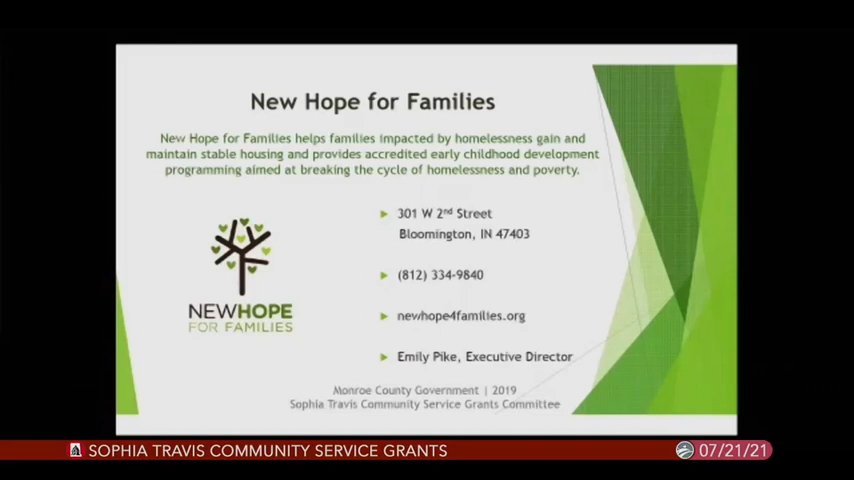 New Hope for Families
New Hope for Families helps families impacted by homelessness gain and
maintain stable housing and provides accredited early childhood development
programming aimed at breaking the cycle of homelessness and poverty.
301 W 2nd Street
Bloomington, IN 47403
(812) 334-9840
newhope4families.org
Emily Pike, Executive Director
NEWHOPE
FOR FAMILIES
Monroe County Government | 2019
Sophia Travis Community Service Grants Committee
SOPHIA TRAVIS COMMUNITY SERVICE GRANTS
07/21/21